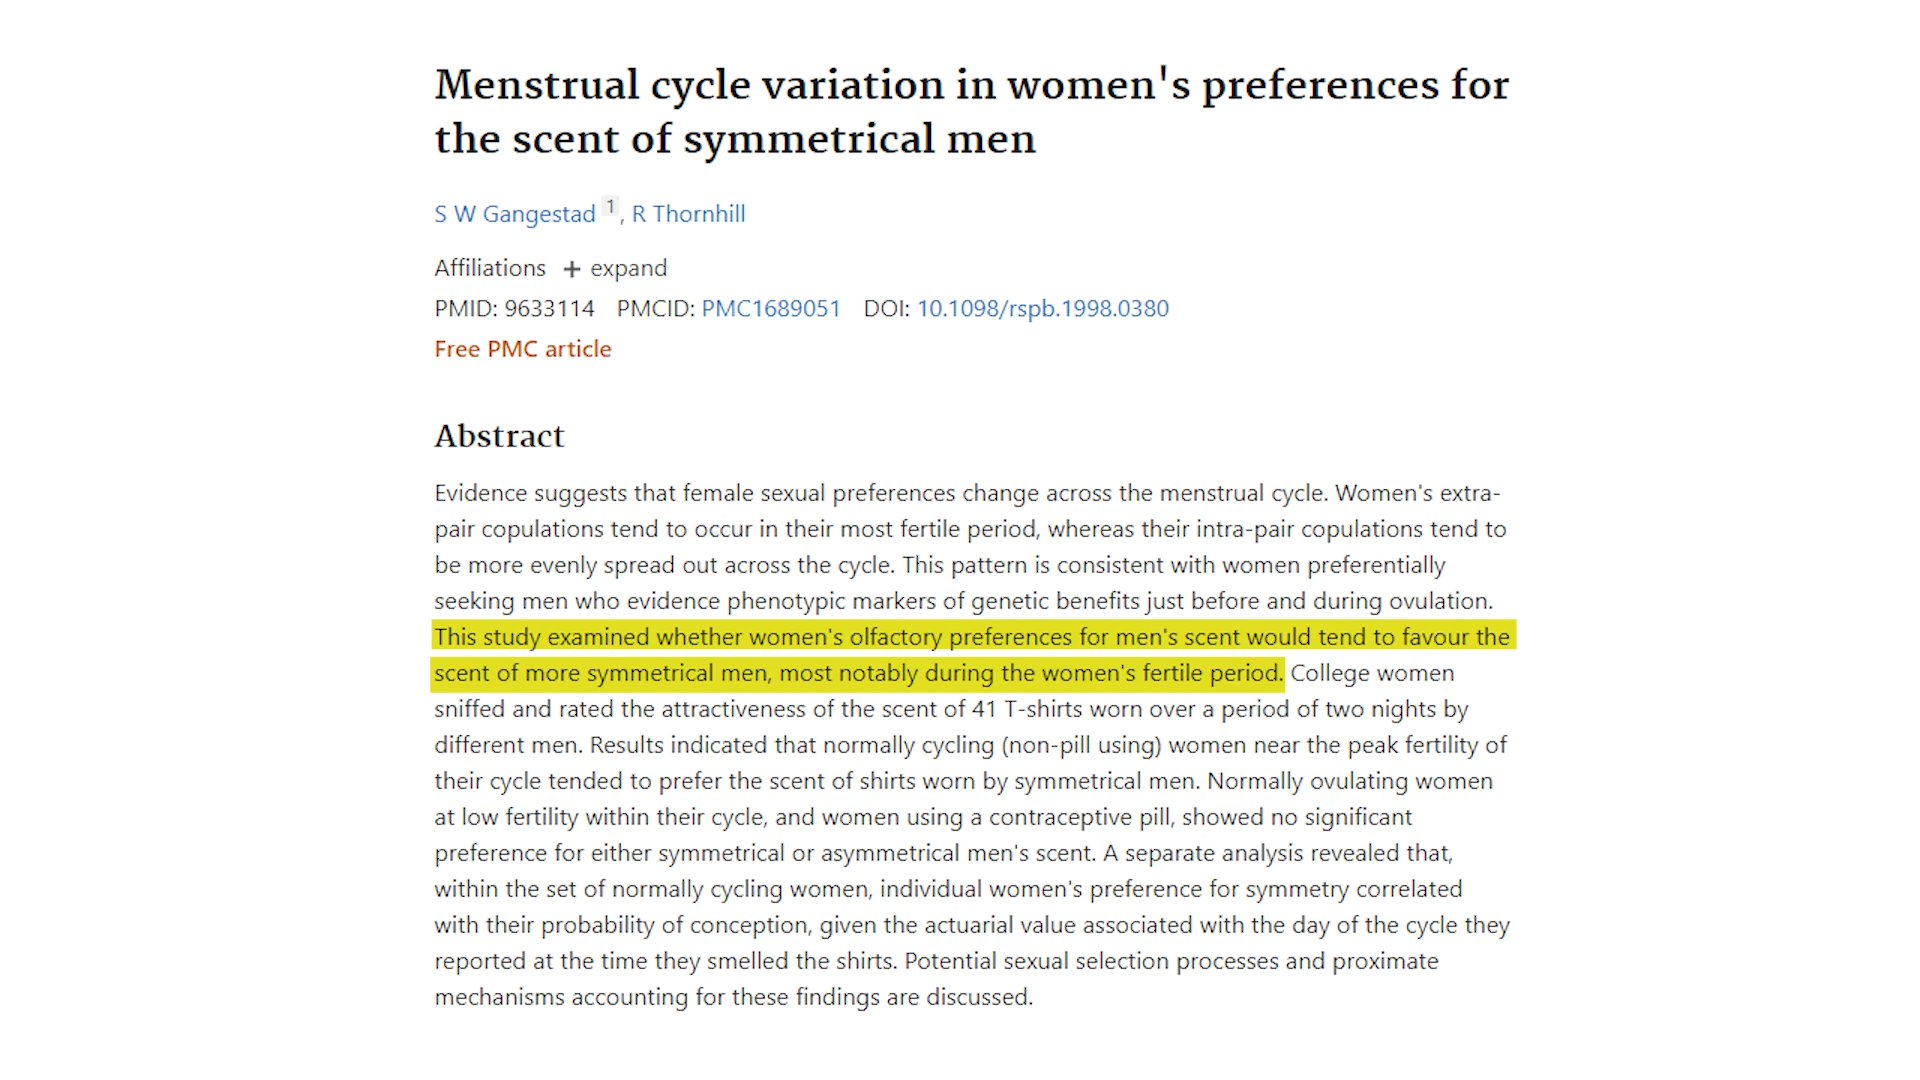 Menstrual cycle variation in women's preferences for
the scent of symmetrical men
S W Gangestad 1, R Thornhill
Affiliations + expand
PMID: 9633114 PMCID: PMC1689051 DOI: 10.1098/rspb.1998.0380
Free PMC article
Abstract
Evidence suggests that female sexual preferences change across the menstrual cycle. Women's extra-
pair copulations tend to occur in their most fertile period, whereas their intra-pair copulations tend to
be more evenly spread out across the cycle. This pattern is consistent with women preferentially
seeking men who evidence phenotypic markers of genetic benefits just before and during ovulation.
This study examined whether women's olfactory preferences for men's scent would tend to favour the
scent of more symmetrical men, most notably during the women's fertile period. College women
sniffed and rated the attractiveness of the scent of 41 T-shirts worn over a period of two nights by
different men. Results indicated that normally cycling (non-pill using) women near the peak fertility of
their cycle tended to prefer the scent of shirts worn by symmetrical men. Normally ovulating women
at low fertility within their cycle, and women using a contraceptive pill, showed no significant
preference for either symmetrical or asymmetrical men's scent. A separate analysis revealed that,
within the set of normally cycling women, individual women's preference for symmetry correlated
with their probability of conception, given the actuarial value associated with the day of the cycle they
reported at the time they smelled the shirts. Potential sexual selection processes and proximate
mechanisms accounting for these findings are discussed.